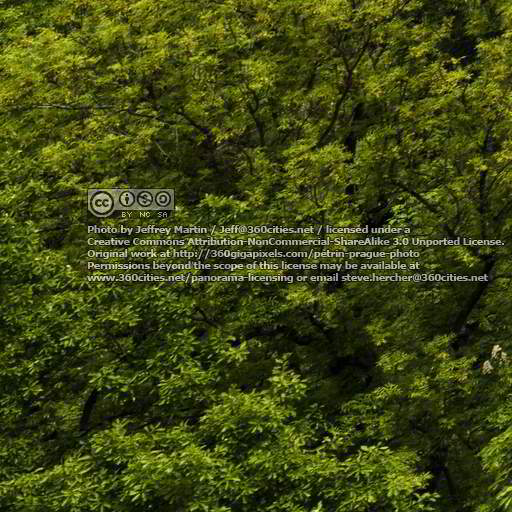 cc
BY NC SA
Photo by Jeffrey Martin / Jeff@360cities.net / licensed under a
Creative Commons Attribution-NonCommercial-ShareAlike 3.0 Unported License.
Original work at http://360gigapixels.com/petrin-prague-photo
Permissions beyond the scope of this license may be available at
www.360cities.net/panorama-licensing or email steve.hercher@360cities.net